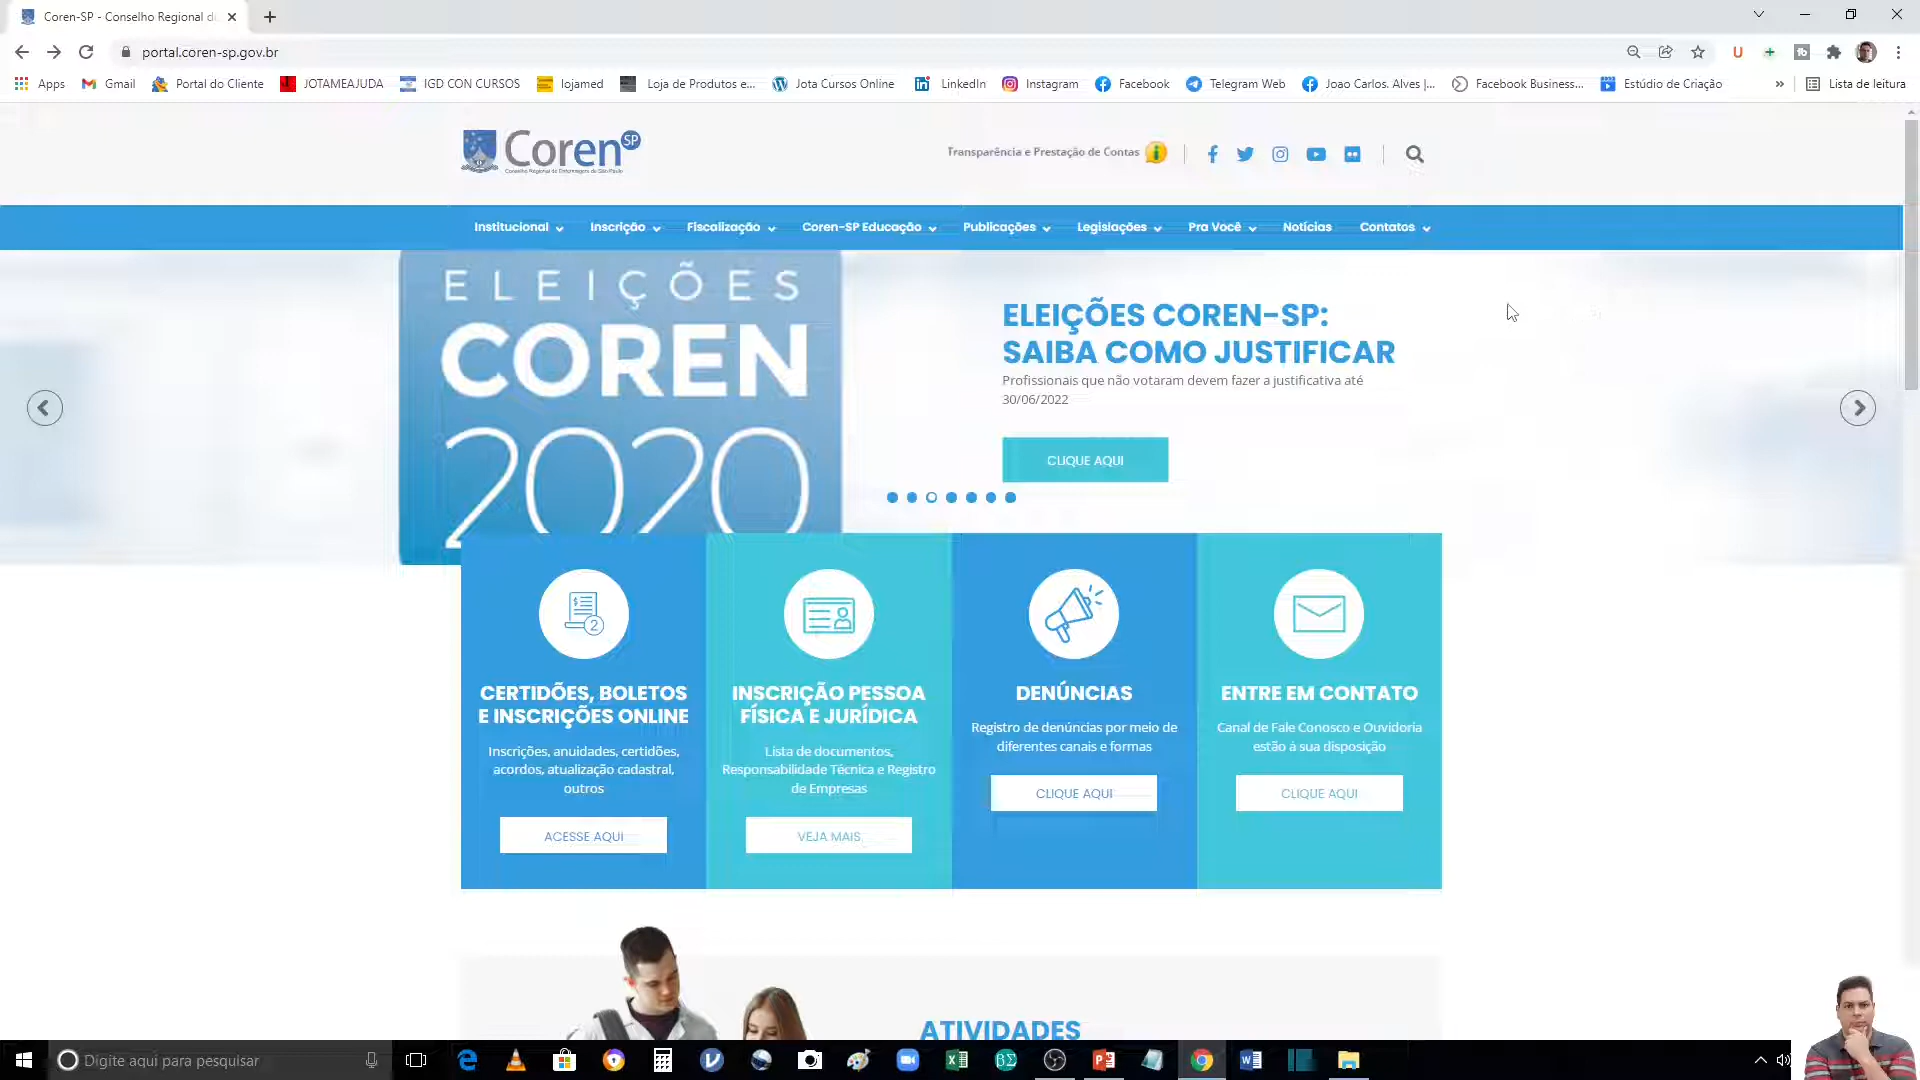 Coren-SP - Conselho Regional d
portal.coren-sp.gov.br
Apps Gmail Portal do Cliente JOTAMEAJUDA IGD CON CURSOS lojamed Loja de Produtos e... Jota Cursos Online LinkedIn Instagram Facebook Telegram Web Joao Carlos. Alves |... Facebook Business... Estúdio de Criação » Lista de leitura
Coren SP
Conselho Regional de Enfermagem de São Paulo
Transparência e Prestação de Contas
Institucional Inscrição Fiscalização Coren-SP Educação Publicações Legislações Pra Você Notícias Contatos
ELEIÇÕES
COREN
2020
ELEIÇÕES COREN-SP:
SAIBA COMO JUSTIFICAR
Profissionais que não votaram devem fazer a justificativa até
30/06/2022
CLIQUE AQUI
CERTIDÕES, BOLETOS
E INSCRIÇÕES ONLINE
Inscrições, anuidades, certidões,
acordos, atualização cadastral,
outros
ACESSE AQUI
INSCRIÇÃO PESSOA
FÍSICA E JURÍDICA
Lista de documentos,
Responsabilidade Técnica e Registro
de Empresas
VEJA MAIS
DENÚNCIAS
Registro de denúncias por meio de
diferentes canais e formas
CLIQUE AQUI
ENTRE EM CONTATO
Canal de Fale Conosco e Ouvidoria
estão à sua disposição
CLIQUE AQUI
ATIVIDADES
Digite aqui para pesquisar